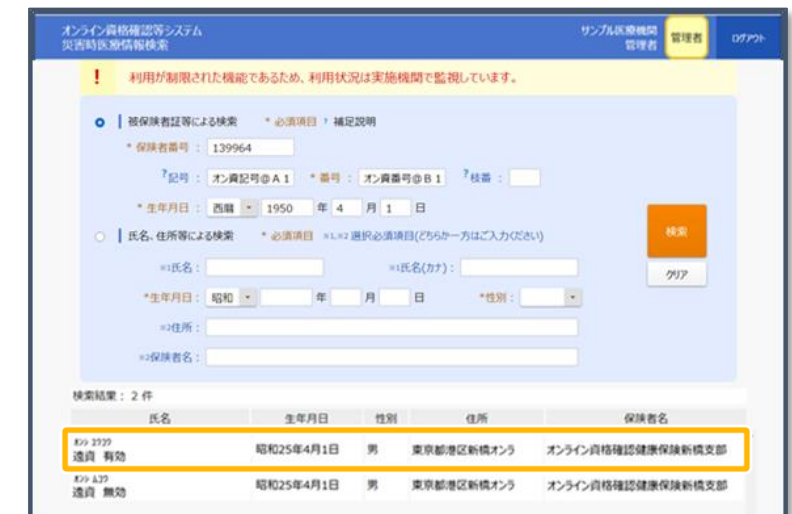 オンライン資格確認等システム
災害時医療情報検索
サンプル医療機関
管理者
管理者
ログアウト
! 利用が制限された機能であるため、利用状況は実施機関で監視しています。
被保険者証等による検索 * 必須項目 ? 補足説明
* 保険者番号 : 139964
?記号 : オン資記号@A1 * 番号 : オン資番号@B1 ?枝番 :
* 生年月日 : 西暦 1950 年 4 月 1 日
氏名、住所等による検索 * 必須項目 ※1,※2 選択必須項目(どちらか一方はご入力ください)
検索
※1氏名 : ※1氏名(カナ) :
クリア
*生年月日 : 昭和 年 月 日 *性別 :
※2住所 :
※2保険者名 :
検索結果 : 2 件
氏名 生年月日 性別 住所 保険者名
オンシ ユウコウ
遠資 有効 昭和25年4月1日 男 東京都港区新橋オンラ オンライン資格確認健康保険新橋支部
オンシ ムコウ
遠資 無効 昭和25年4月1日 男 東京都港区新橋オンラ オンライン資格確認健康保険新橋支部